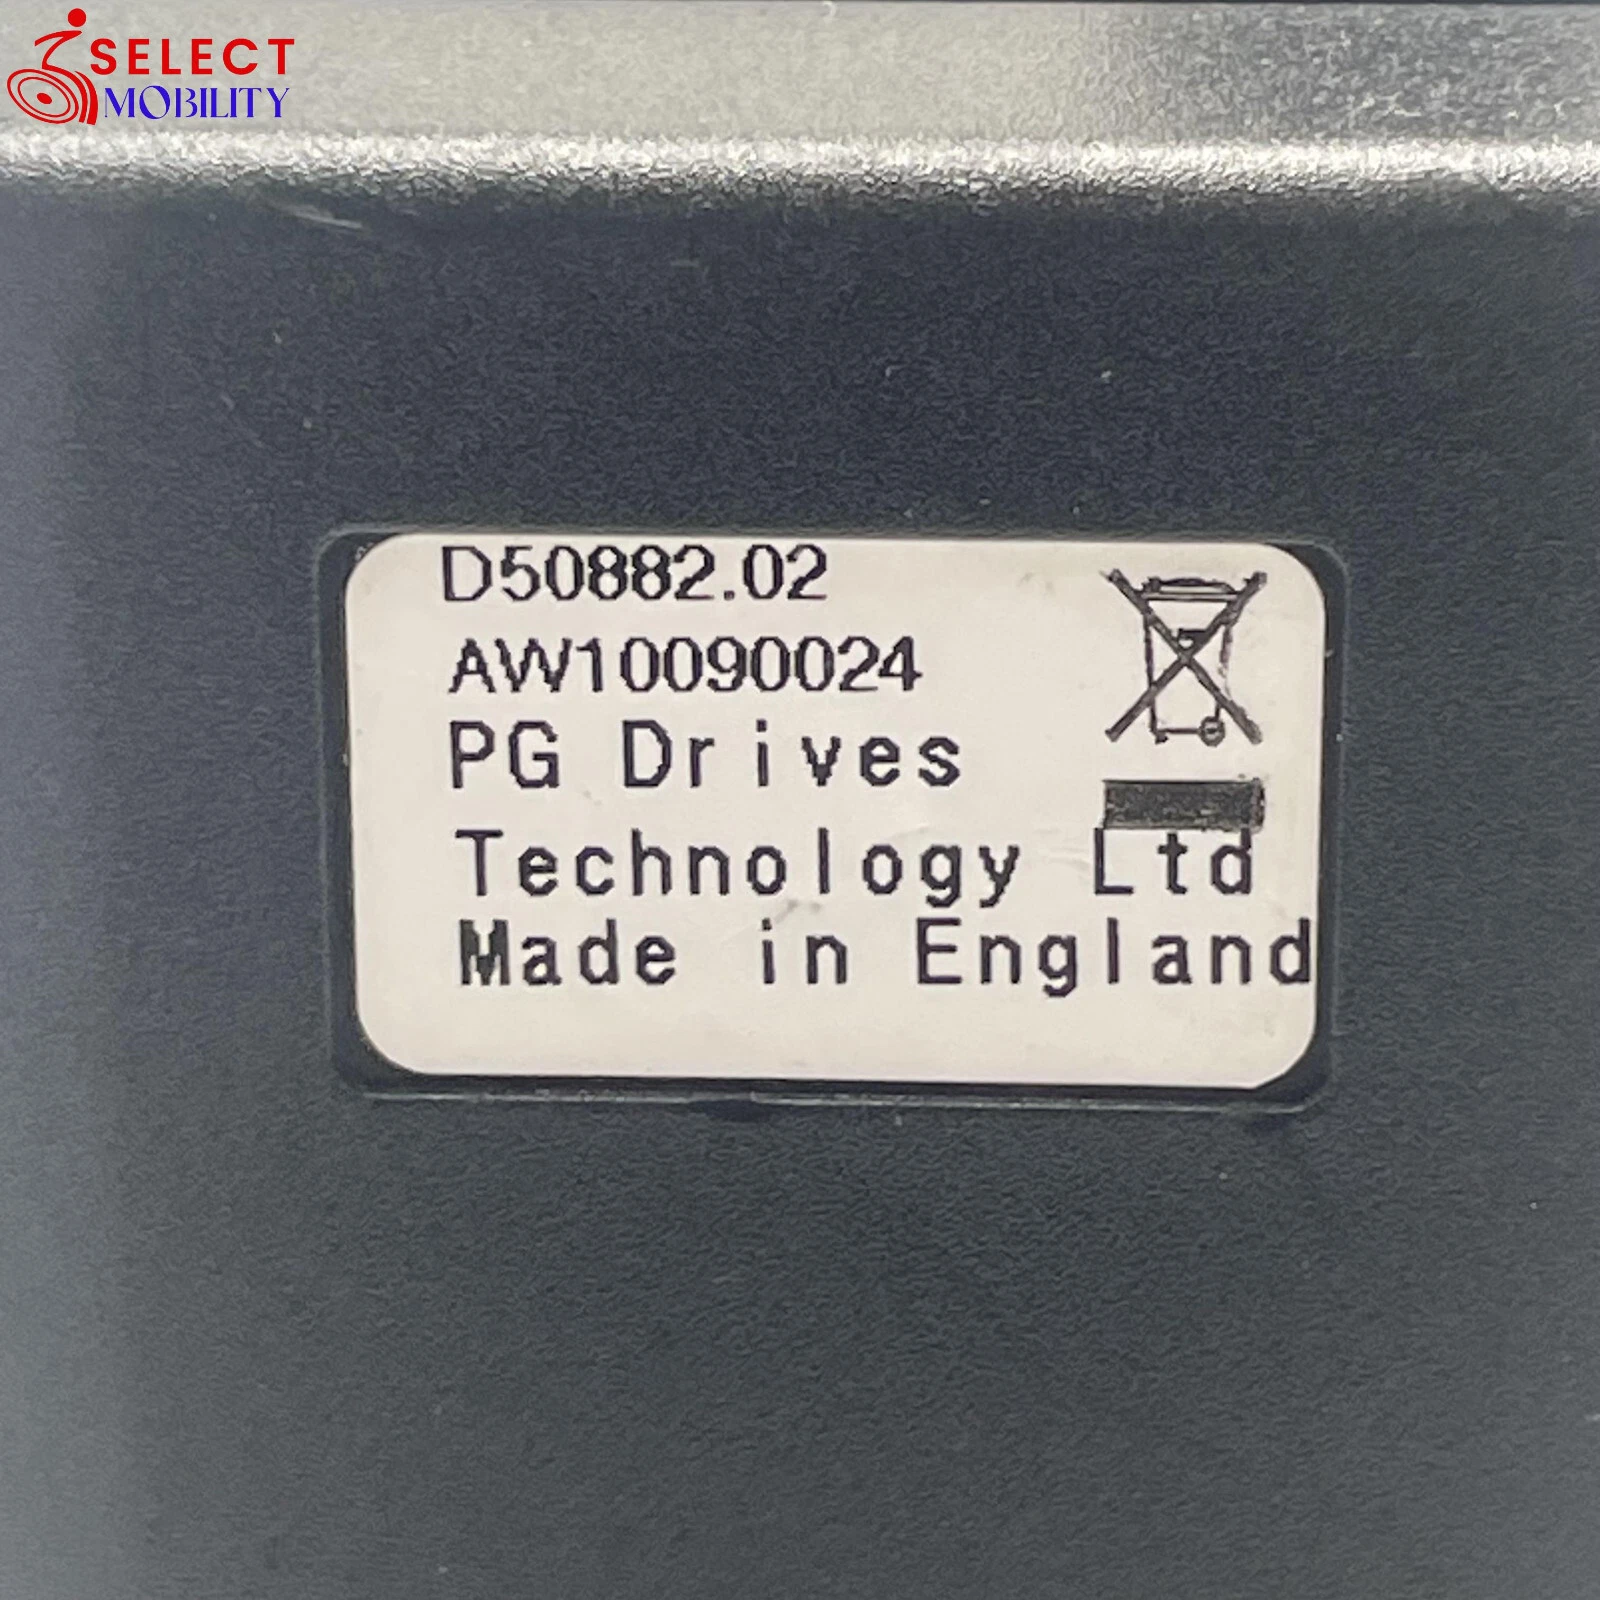 SELECT
MOBILITY
D50882.02
AW10090024
PG Drives
Technology Ltd
Made in England